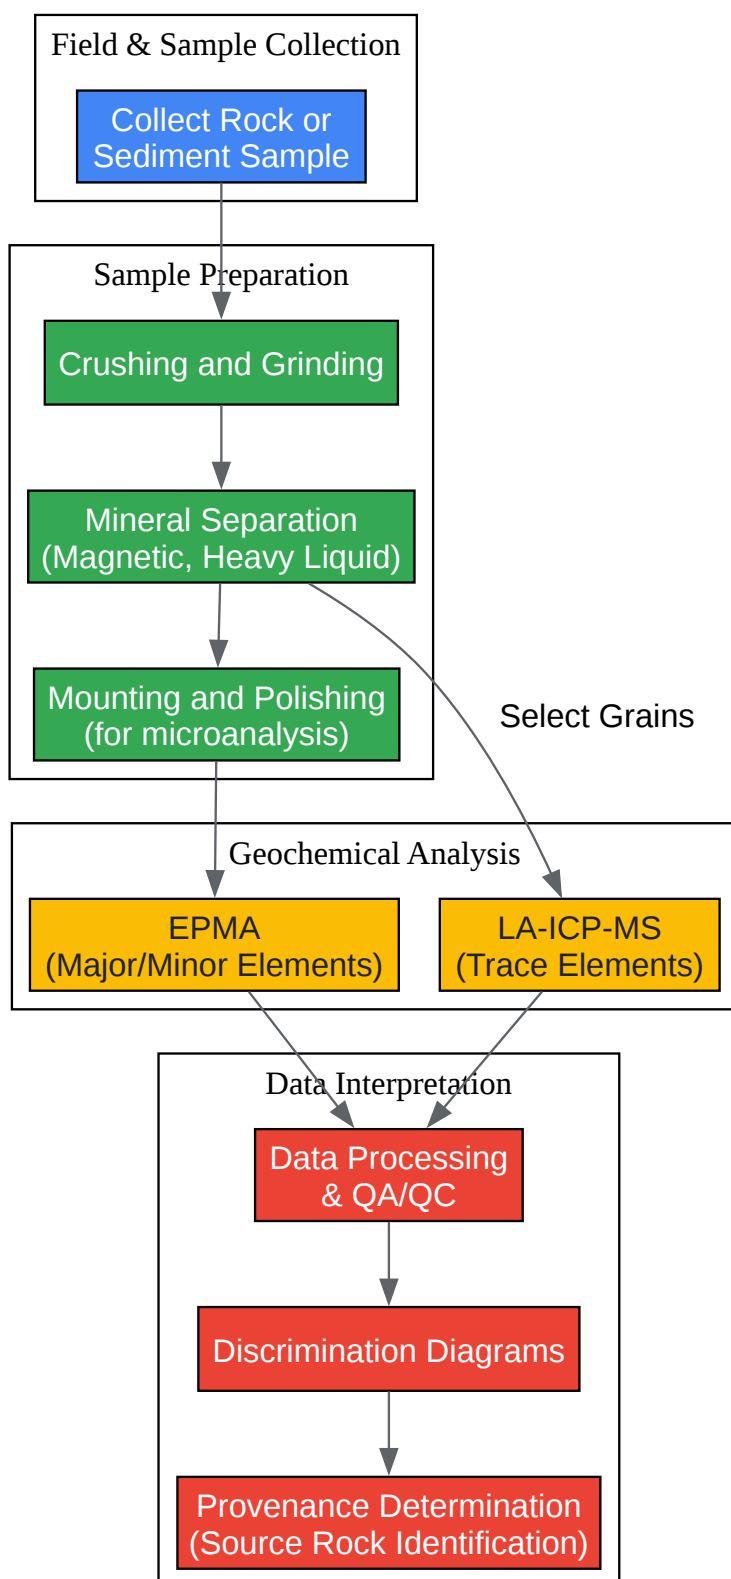 Field & Sample Collection
Collect Rock or
Sediment Sample
Sample Preparation
Crushing and Grinding
Mineral Separation
(Magnetic, Heavy Liquid)
Mounting and Polishing
(for microanalysis)
Select Grains
Geochemical Analysis
EPMA
(Major/Minor Elements)
LA-ICP-MS
(Trace Elements)
Data Interpretation
Data Processing
& QA/QC
Discrimination Diagrams
Provenance Determination
(Source Rock Identification)